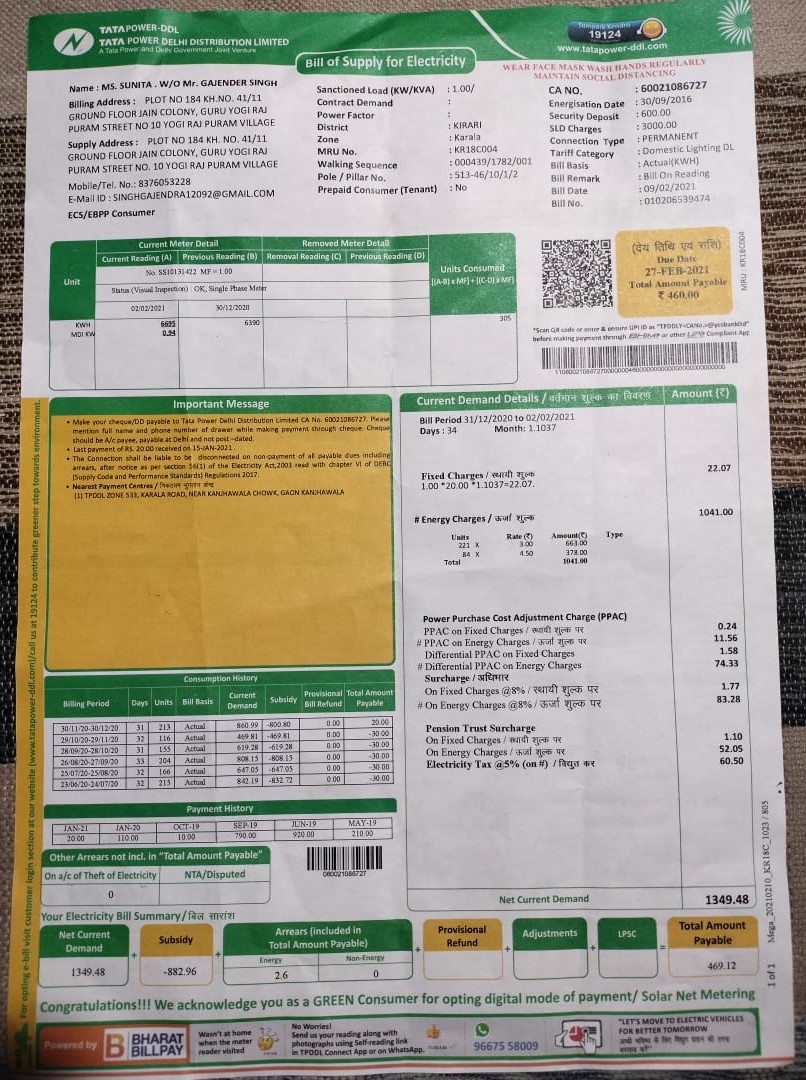 TATA POWER-DDL
TATA POWER DELHI DISTRIBUTION LIMITED
A Tata Power and Delhi Government Joint Venture
Sampark Kendra
19124
www.tatapower-ddl.com
Bill of Supply for Electricity
WEAR FACE MASK WASH HANDS REGULARLY
MAINTAIN SOCIAL DISTANCING
Name : MS. SUNITA . W/O Mr. GAJENDER SINGH
Billing Address : PLOT NO 184 KH.NO. 41/11
GROUND FLOOR JAIN COLONY, GURU YOGI RAJ
PURAM STREET NO 10 YOGI RAJ PURAM VILLAGE
Supply Address : PLOT NO 184 KH. NO. 41/11
GROUND FLOOR JAIN COLONY, GURU YOGI RAJ
PURAM STREET NO. 10 YOGI RAJ PURAM VILLAGE
Mobile/Tel. No.: 8376053228
E-Mail ID : SINGHGAJENDRA12092@GMAIL.COM
ECS/EBPP Consumer
Sanctioned Load (KW/KVA) : 1.00/
Contract Demand :
Power Factor :
District : KIRARI
Zone : Karala
MRU No. : KR18C004
Walking Sequence : 000439/1782/001
Pole / Pillar No. : 513-46/10/1/2
Prepaid Consumer (Tenant) : No
CA NO. : 60021086727
Energisation Date : 30/09/2016
Security Deposit : 600.00
SLD Charges : 3000.00
Connection Type : PERMANENT
Tariff Category : Domestic Lighting DL
Bill Basis : Actual(KWH)
Bill Remark : Bill On Reading
Bill Date : 09/02/2021
Bill No. : 010206539474
Unit
Current Meter Detail Removed Meter Detail
Current Reading (A) Previous Reading (B) Removal Reading (C) Previous Reading (D)
Units Consumed
[(A-B) x MF] + [(C-D) x MF]
No. SS10131422 MF = 1.00
Status (Visual Inspection) : OK, Single Phase Meter
02/02/2021 30/12/2020
KWH 6695 6390 305
MDI KW 0.94
(देय तिथि एवं राशि)
Due Date
27-FEB-2021
Total Amount Payable
₹ 460.00
MRU : KR18C004
*Scan QR code or enter & ensure UPI ID as "TPDDLY<CANo.>@yesbankltd"
before making payment through BHIM or other UPI Compliant App
Important Message
• Make your cheque/DD payable to Tata Power Delhi Distribution Limited CA No. 60021086727. Please
mention full name and phone number of drawer while making payment through cheque. Cheque
should be A/c payee, payable at Delhi and not post -dated.
• Last payment of RS. 20.00 received on 15-JAN-2021 .
• The Connection shall be liable to be disconnected on non-payment of all payable dues including
arrears, after notice as per section 56(1) of the Electricity Act,2003 read with chapter VI of DERC
(Supply Code and Performance Standards) Regulations 2017.
• Nearest Payment Centres / निकटतम भुगतान केन्द्र
(1) TPDDL ZONE 533, KARALA ROAD, NEAR KANJHAWALA CHOWK, GAON KANJHAWALA
For opting e-bill visit customer login section at our website (www.tatapower-ddl.com)/call us at 19124 to contribute greener step towards environment.
Current Demand Details / वर्तमान शुल्क का विवरण Amount (₹)
Bill Period 31/12/2020 to 02/02/2021
Days : 34 Month: 1.1037
Fixed Charges / स्थायी शुल्क 22.07
1.00 *20.00 *1.1037=22.07.
# Energy Charges / ऊर्जा शुल्क 1041.00
Units Rate (₹) Amount(₹) Type
221 X 3.00 663.00
84 X 4.50 378.00
Total 1041.00
Power Purchase Cost Adjustment Charge (PPAC)
PPAC on Fixed Charges / स्थायी शुल्क पर 0.24
# PPAC on Energy Charges / ऊर्जा शुल्क पर 11.56
Differential PPAC on Fixed Charges 1.58
# Differential PPAC on Energy Charges 74.33
Surcharge / अधिभार
On Fixed Charges @8% / स्थायी शुल्क पर 1.77
# On Energy Charges @8% / ऊर्जा शुल्क पर 83.28
Pension Trust Surcharge
On Fixed Charges / स्थायी शुल्क पर 1.10
On Energy Charges / ऊर्जा शुल्क पर 52.05
Electricity Tax @5% (on #) / विद्युत कर 60.50
Net Current Demand 1349.48
Consumption History
Billing Period Days Units Bill Basis Current Demand Subsidy Provisional Bill Refund Total Amount Payable
30/11/20-30/12/20 31 213 Actual 860.99 -800.80 0.00 20.00
29/10/20-29/11/20 32 116 Actual 469.81 -469.81 0.00 -30.00
28/09/20-28/10/20 31 155 Actual 619.28 -619.28 0.00 -30.00
26/08/20-27/09/20 33 204 Actual 808.15 -808.15 0.00 -30.00
25/07/20-25/08/20 32 166 Actual 647.05 -647.05 0.00 -30.00
23/06/20-24/07/20 32 215 Actual 842.19 -832.72 0.00 -30.00
Payment History
JAN-21 JAN-20 OCT-19 SEP-19 JUN-19 MAY-19
20.00 110.00 10.00 790.00 920.00 210.00
Other Arrears not incl. in "Total Amount Payable"
On a/c of Theft of Electricity NTA/Disputed
0
060021086727
Your Electricity Bill Summary/ बिल सारांश
Net Current Demand + Subsidy + Arrears (included in Total Amount Payable) + Provisional Refund + Adjustments + LPSC = Total Amount Payable
Energy Non-Energy
1349.48 -882.96 2.6 0 469.12
Mega_20210210_KR18C_1023 / 805
1 of 1
Congratulations!!! We acknowledge you as a GREEN Consumer for opting digital mode of payment/ Solar Net Metering
Powered by B BHARAT BILLPAY
Wasn't at home
when the meter
reader visited
No Worries!
Send us your reading along with
photographs using Self-reading link
in TPDDL Connect App or on WhatsApp.
96675 58009
"LET'S MOVE TO ELECTRIC VEHICLES
FOR BETTER TOMORROW